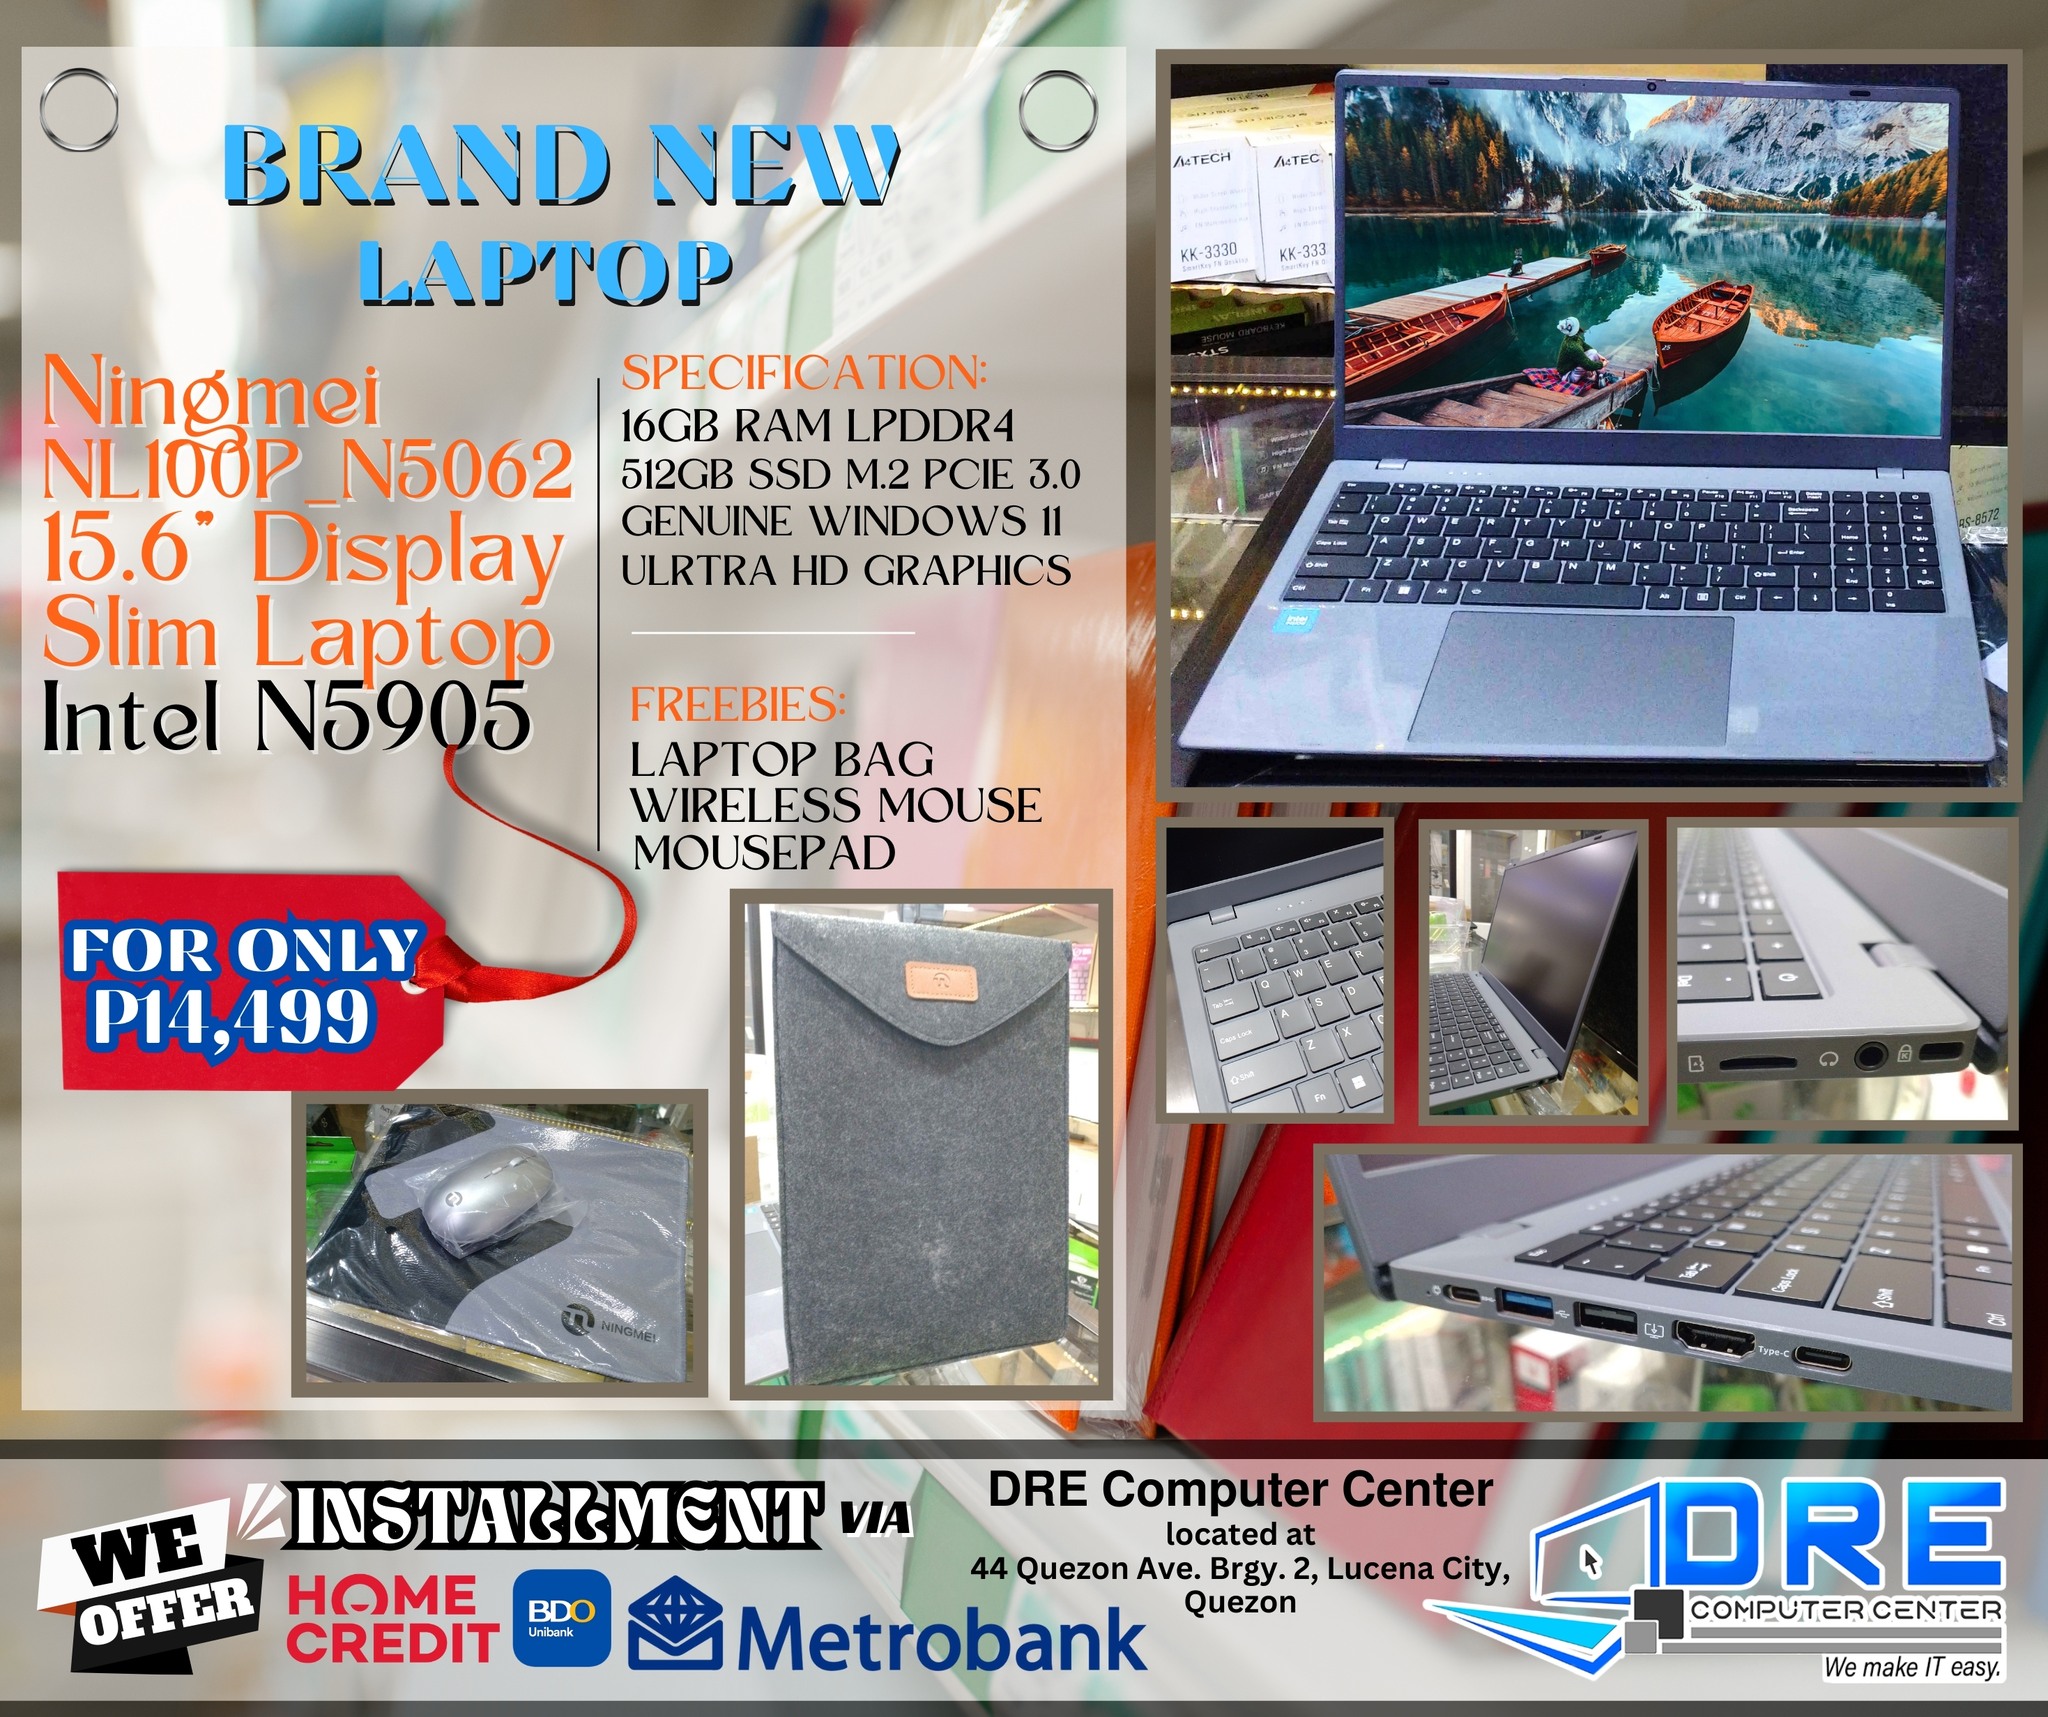 BRAND NEW
LAPTOP
Ningmei
NL100P_N5062
15.6" Display
Slim Laptop
Intel N5905
SPECIFICATION:
16GB RAM LPDDR4
512GB SSD M.2 PCIE 3.0
GENUINE WINDOWS 11
ULRTRA HD GRAPHICS
FREEBIES:
LAPTOP BAG
WIRELESS MOUSE
MOUSEPAD
FOR ONLY
P14,499
NINGMEI
A4TECH
KK-3330
KK-333
RS-8572
intel
Type-C
WE
OFFER
INSTALLMENT VIA
HOME
CREDIT
BDO
Unibank
Metrobank
DRE Computer Center
located at
44 Quezon Ave. Brgy. 2, Lucena City,
Quezon
DRE
COMPUTER CENTER
We make IT easy.